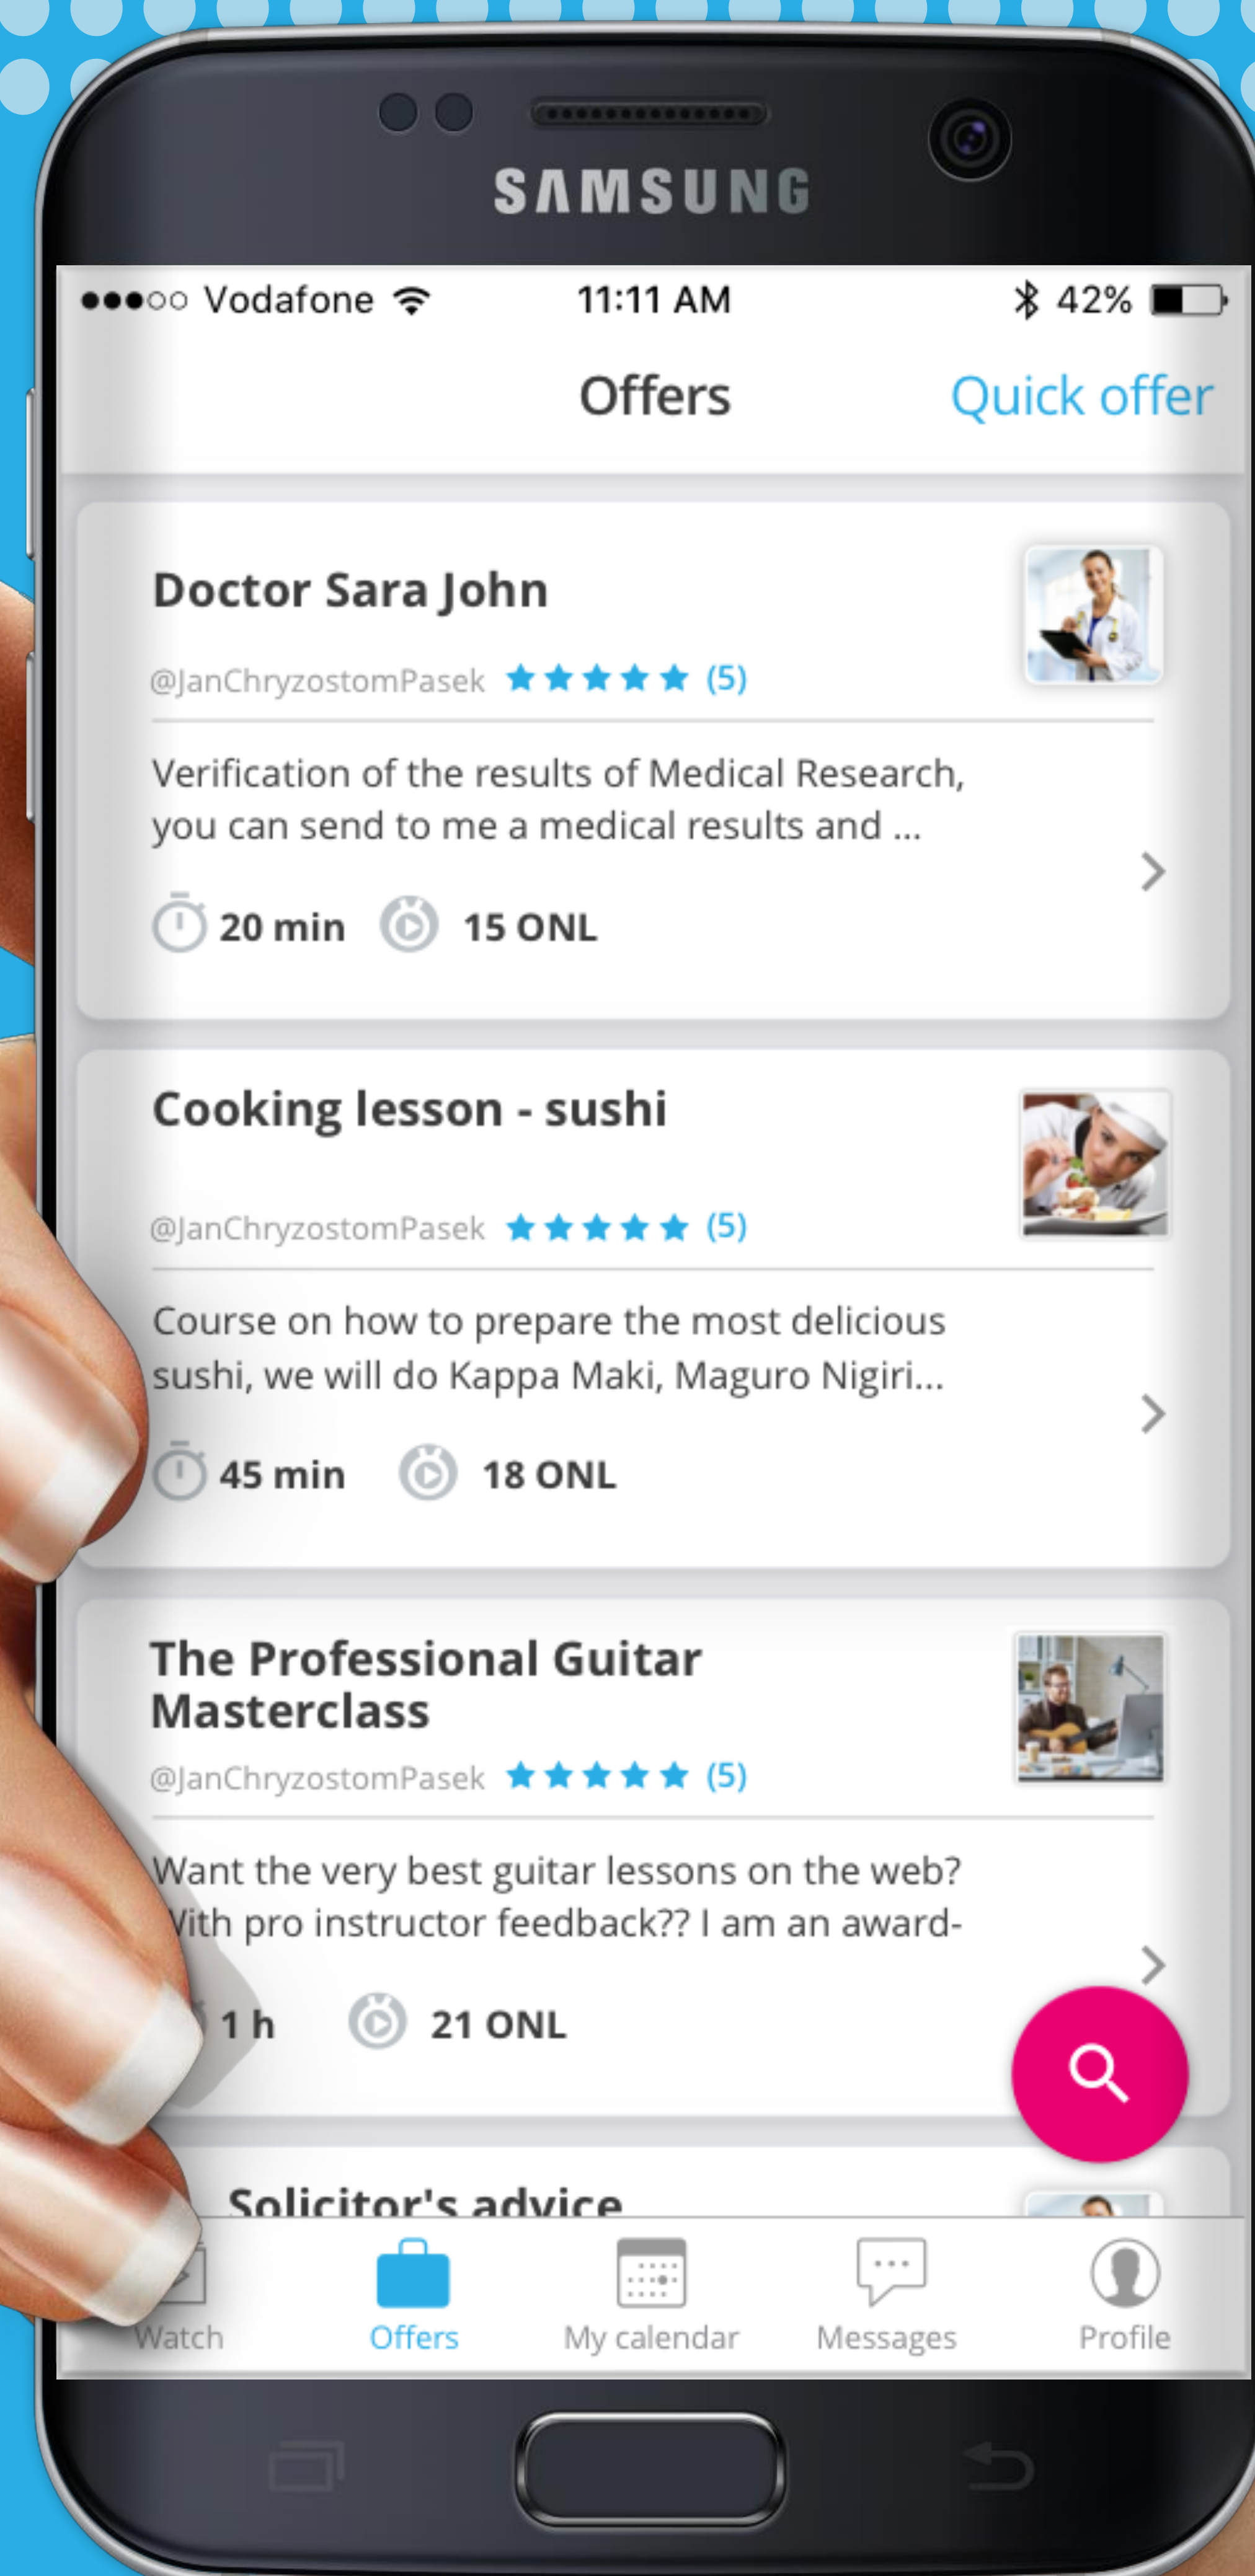 SAMSUNG
Vodafone 11:11 AM 42%
Offers Quick offer
Doctor Sara John
@JanChryzostomPasek (5)
Verification of the results of Medical Research,
you can send to me a medical results and ...
20 min 15 ONL
Cooking lesson - sushi
@JanChryzostomPasek (5)
Course on how to prepare the most delicious
sushi, we will do Kappa Maki, Maguro Nigiri...
45 min 18 ONL
The Professional Guitar
Masterclass
@JanChryzostomPasek (5)
Want the very best guitar lessons on the web?
With pro instructor feedback?? I am an award-
1 h 21 ONL
Solicitor's advice
Watch Offers My calendar Messages Profile